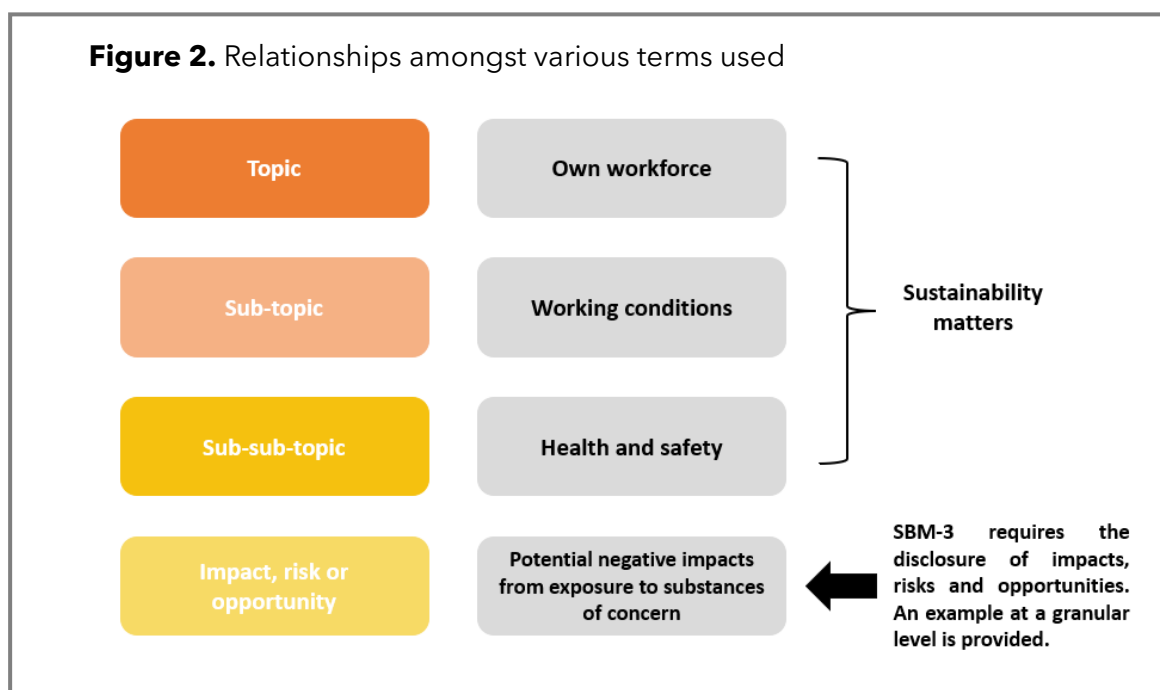 Figure 2. Relationships amongst various terms used
Topic
Own workforce
Sub-topic
Working conditions
Sustainability
matters
Sub-sub-topic
Health and safety
Impact, risk or
opportunity
Potential negative impacts
from exposure to substances
of concern
SBM-3 requires the
disclosure of impacts,
risks and opportunities.
An example at a granular
level is provided.